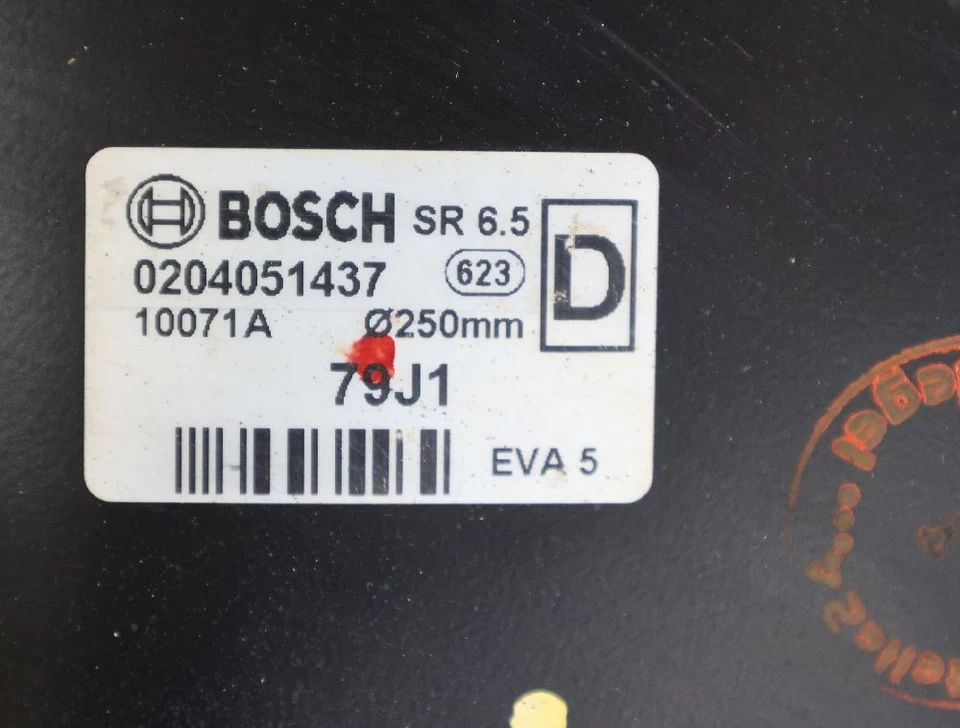 BOSCH SR 6.5
0204051437 623
10071A Ø250mm
D
79J1
EVA 5